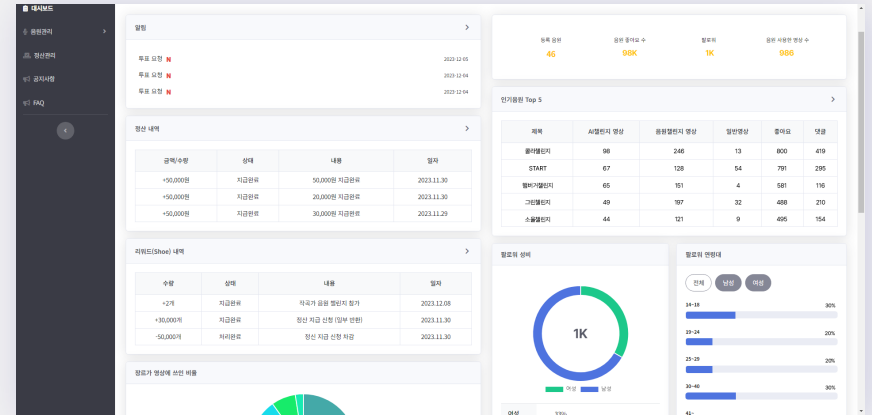 대시보드
음원관리
정산관리
공지사항
FAQ
알림
투표 요청 N 2023-12-05
투표 요청 N 2023-12-04
투표 요청 N 2023-12-04
정산 내역
금액/수량 상태 내용 일자
+50,000원 지급완료 50,000원 지급완료 2023.11.30
+50,000원 지급완료 20,000원 지급완료 2023.11.30
+50,000원 지급완료 30,000원 지급완료 2023.11.29
리워드(Shoe) 내역
수량 상태 내용 일자
+2개 지급완료 작곡가 음원 챌린지 참가 2023.12.08
+30,000개 지급완료 정산 지급 신청 (일부 반환) 2023.11.30
-50,000개 처리완료 정산 지급 신청 차감 2023.11.30
장르가 영상에 쓰인 비율
등록 음원 음원 좋아요 수 팔로워 음원 사용한 영상 수
46 98K 1K 986
인기음원 Top 5
제목 AI챌린지 영상 음원챌린지 영상 일반영상 좋아요 댓글
콜라챌린지 98 246 13 800 419
START 67 128 54 791 295
햄버거챌린지 65 151 4 581 116
그린챌린지 49 197 32 488 210
소울챌린지 44 121 9 495 154
팔로워 성비
1K
여성 남성
여성 33%
팔로워 연령대
전체 남성 여성
14-18 30%
19-24 20%
25-29 20%
30-40 30%
41-